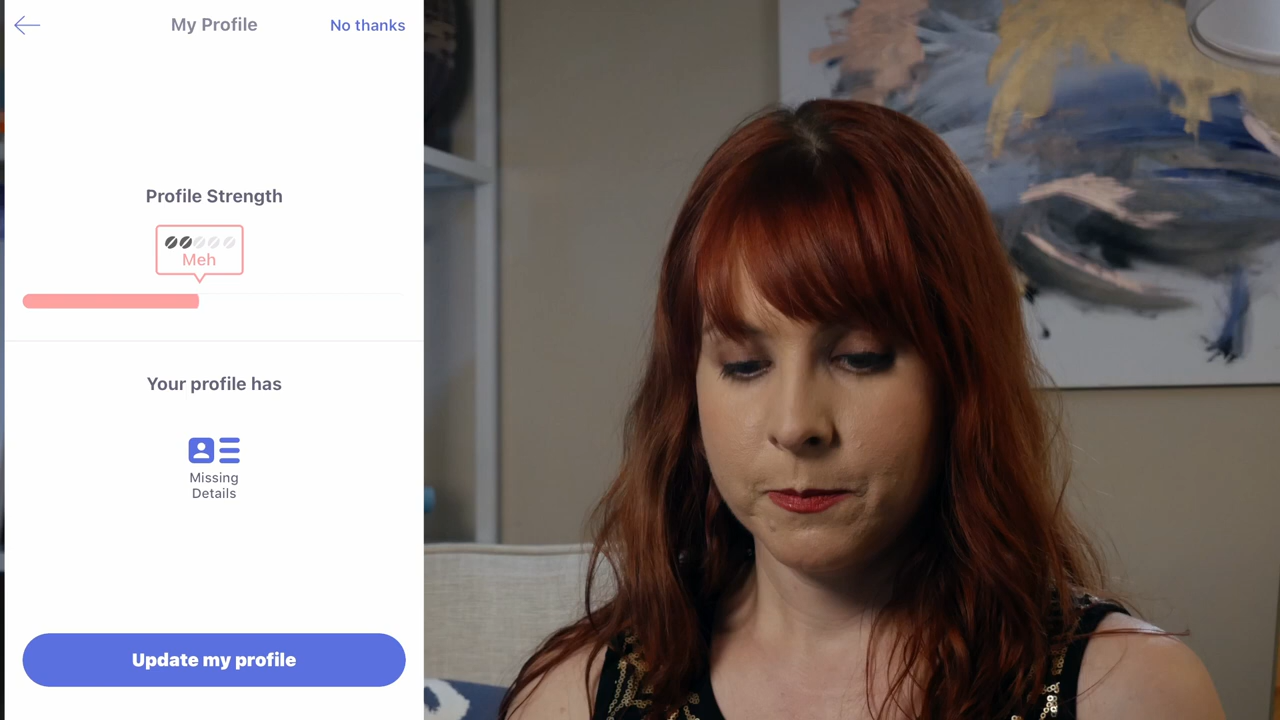 My Profile
No thanks
Profile Strength
Meh
Your profile has
Missing
Details
Update my profile